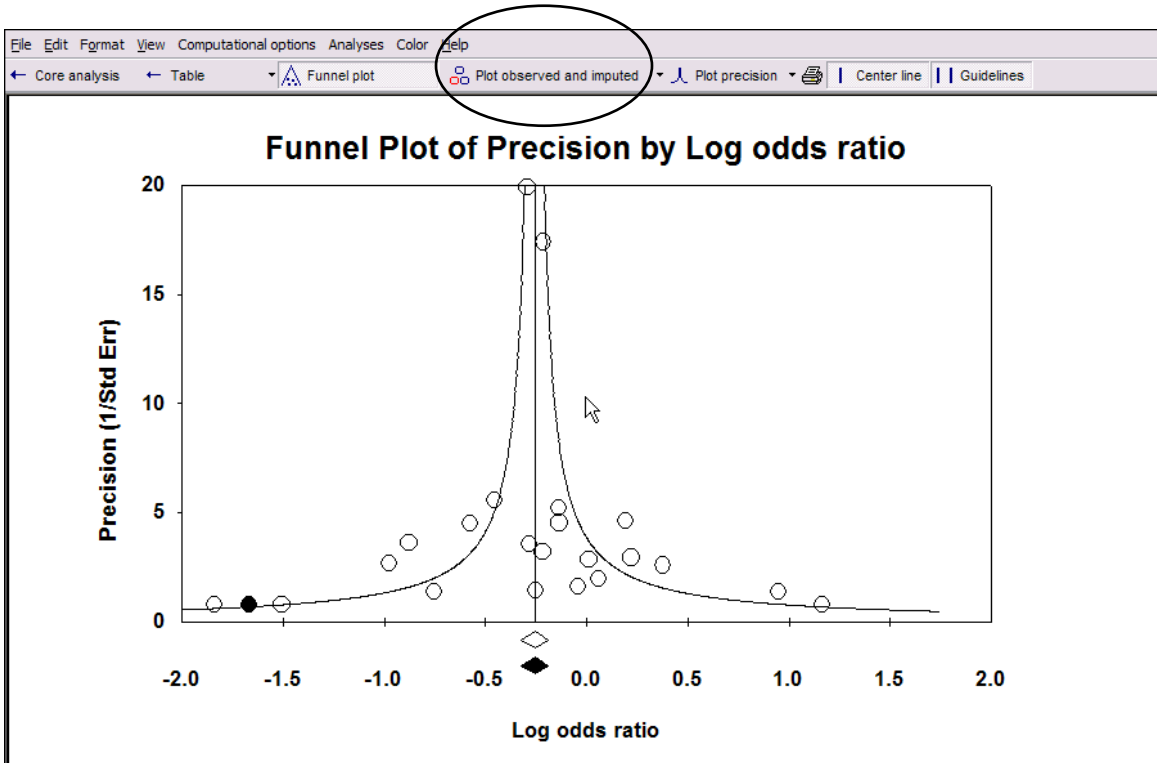 File Edit Format View Computational options Analyses Color Help
← Core analysis ← Table Funnel plot Plot observed and imputed Plot precision Center line Guidelines
Funnel Plot of Precision by Log odds ratio
20
15
10
5
0
Precision (1/Std Err)
-2.0 -1.5 -1.0 -0.5 0.0 0.5 1.0 1.5 2.0
Log odds ratio